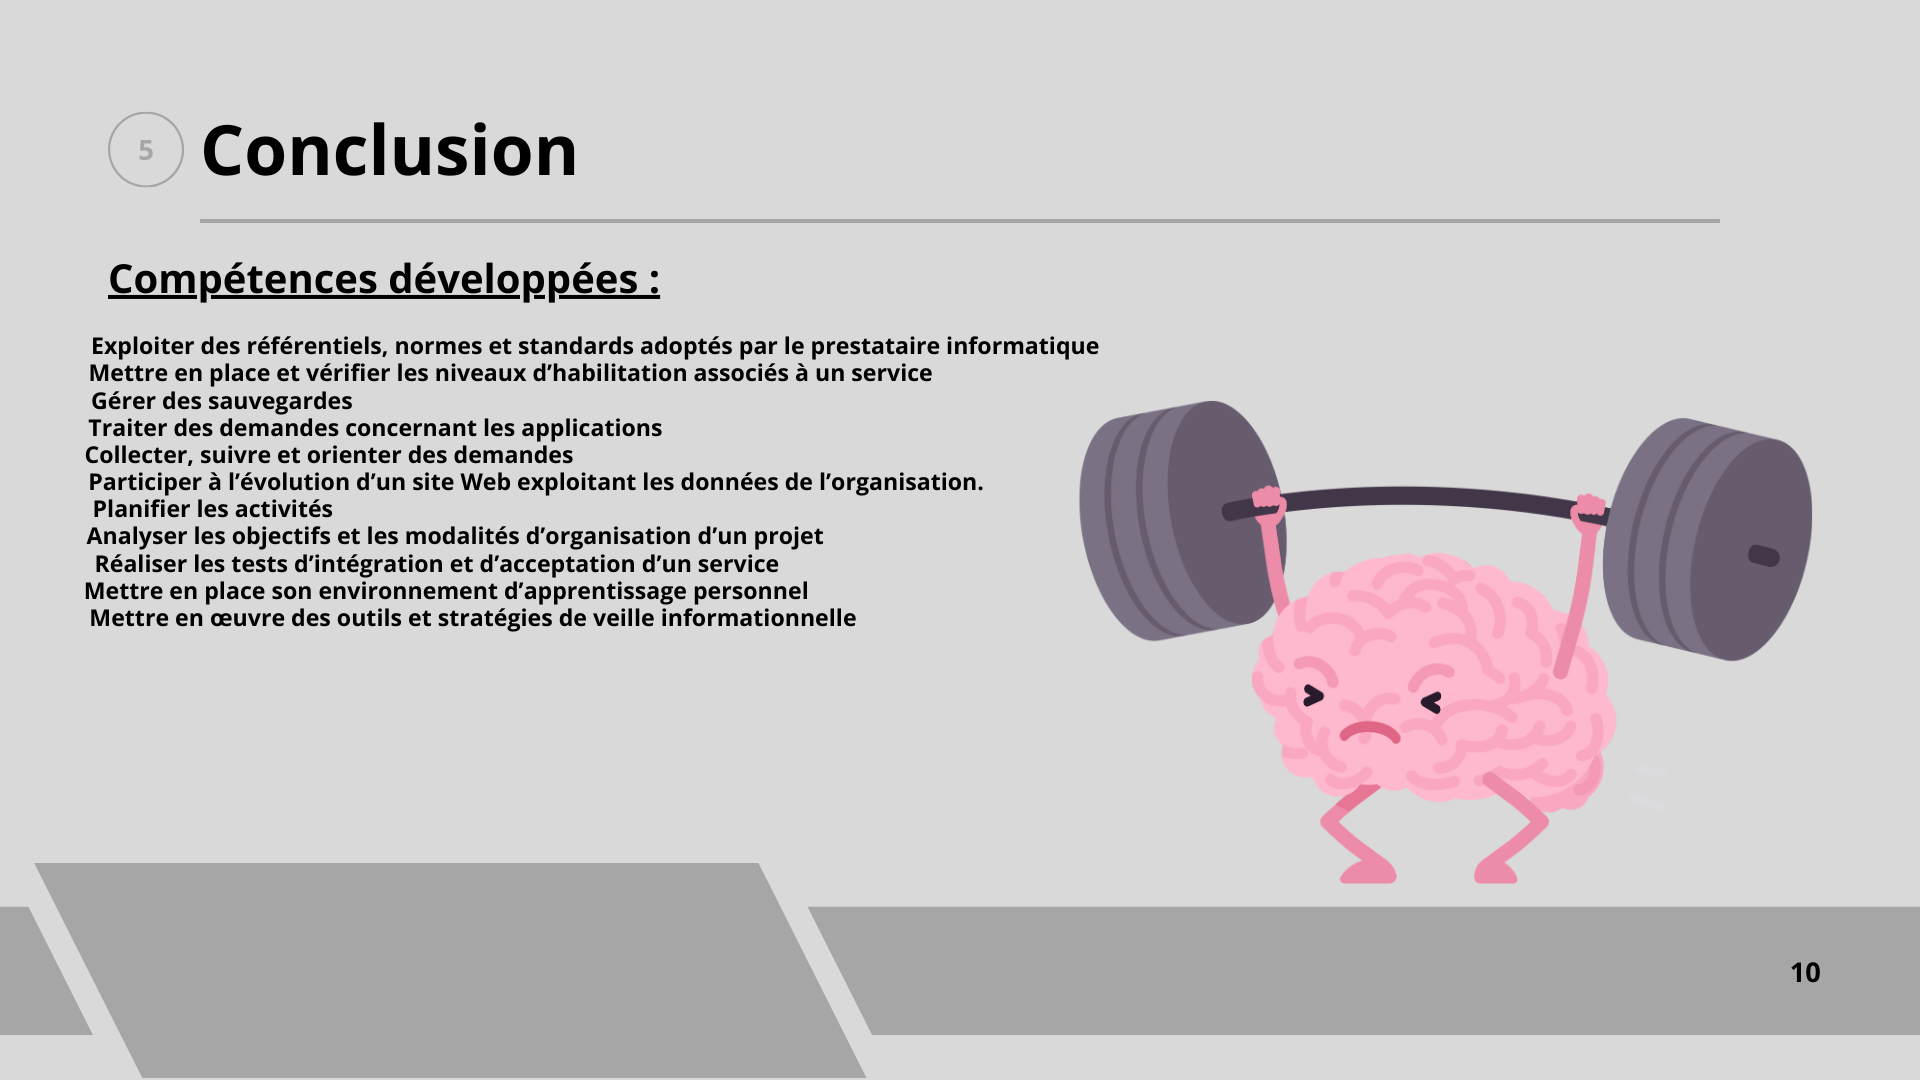 5
Conclusion
Compétences développées :
Exploiter des référentiels, normes et standards adoptés par le prestataire informatique
Mettre en place et vérifier les niveaux d’habilitation associés à un service
Gérer des sauvegardes
Traiter des demandes concernant les applications
Collecter, suivre et orienter des demandes
Participer à l’évolution d’un site Web exploitant les données de l’organisation.
Planifier les activités
Analyser les objectifs et les modalités d’organisation d’un projet
Réaliser les tests d’intégration et d’acceptation d’un service
Mettre en place son environnement d’apprentissage personnel
Mettre en œuvre des outils et stratégies de veille informationnelle
10